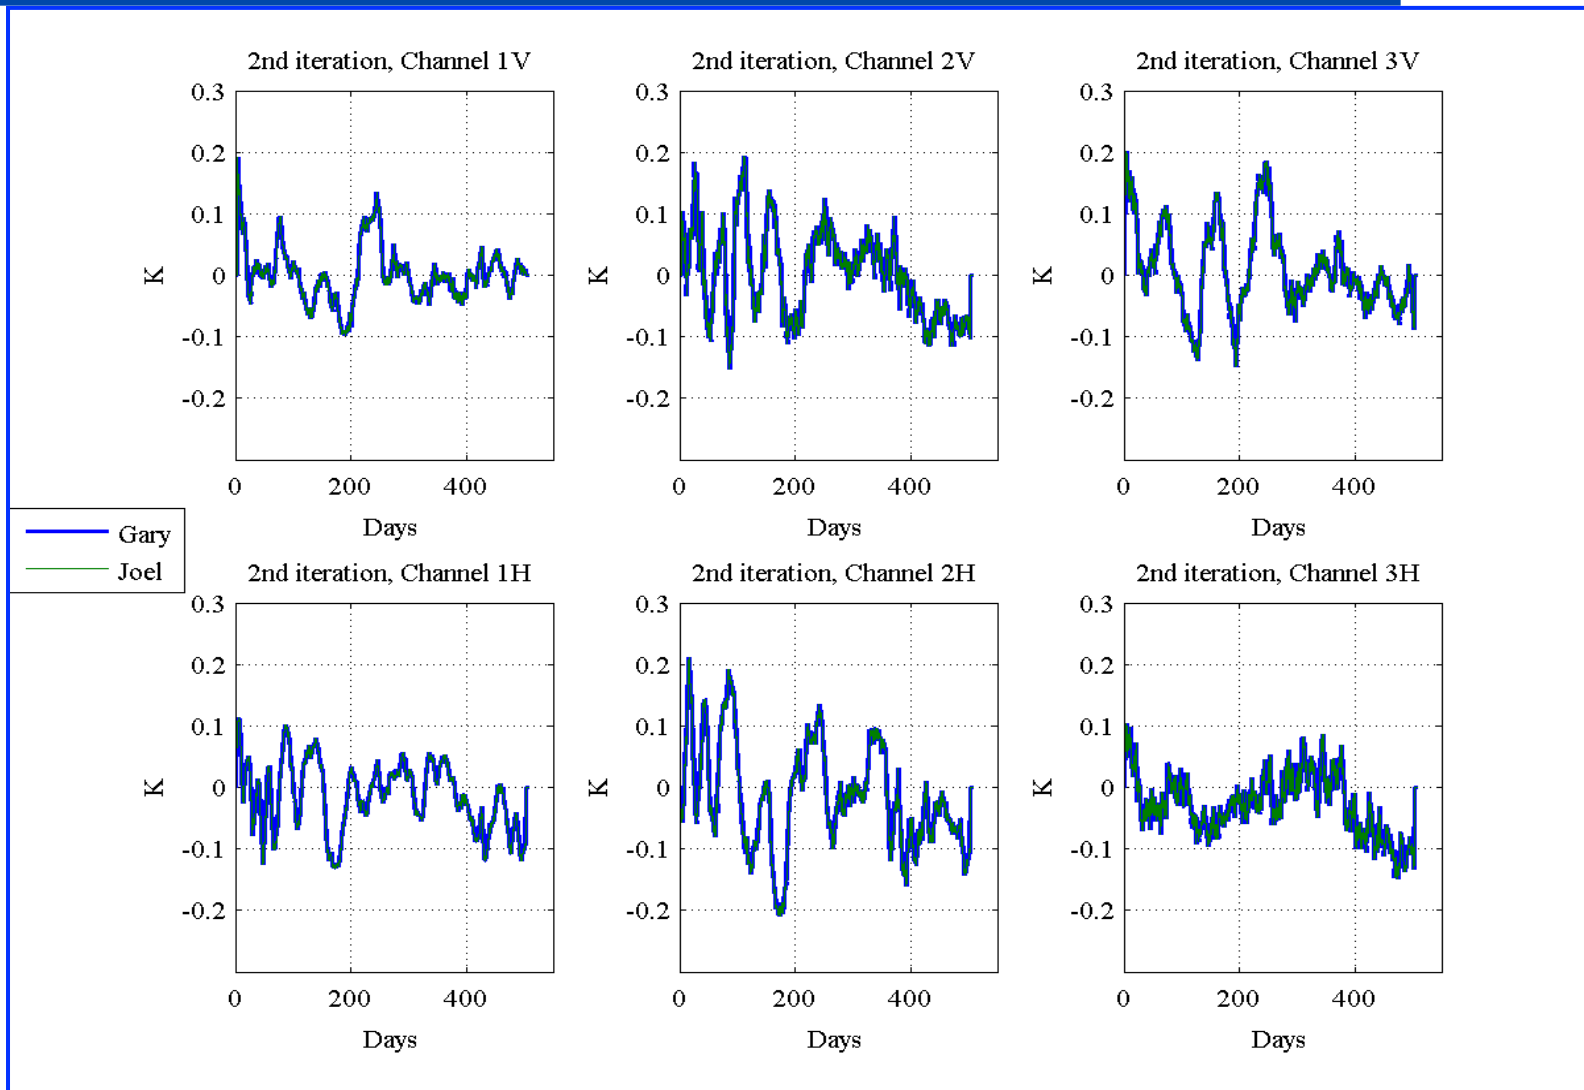 2nd iteration, Channel 1V
2nd iteration, Channel 2V
2nd iteration, Channel 3V
0.3
0.2
0.1
0
-0.1
-0.2
K
0 200 400
Days
0.3
0.2
0.1
0
-0.1
-0.2
K
0 200 400
Days
0.3
0.2
0.1
0
-0.1
-0.2
K
0 200 400
Days
Gary
Joel
2nd iteration, Channel 1H
2nd iteration, Channel 2H
2nd iteration, Channel 3H
0.3
0.2
0.1
0
-0.1
-0.2
K
0 200 400
Days
0.3
0.2
0.1
0
-0.1
-0.2
K
0 200 400
Days
0.3
0.2
0.1
0
-0.1
-0.2
K
0 200 400
Days